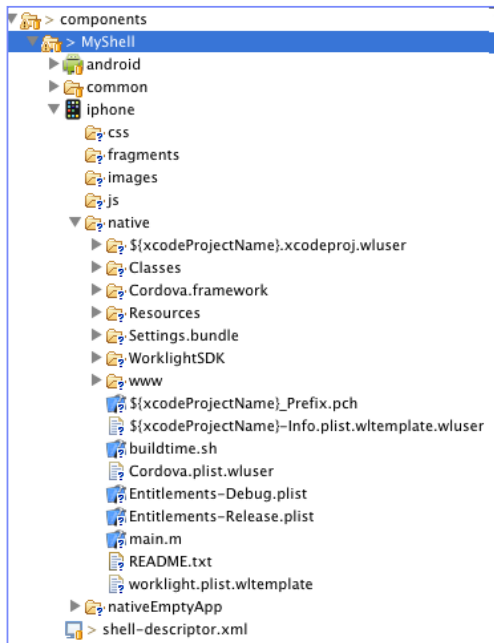 > components
> MyShell
android
common
iphone
css
fragments
images
js
native
${xcodeProjectName}.xcodeproj.wluser
Classes
Cordova.framework
Resources
Settings.bundle
WorklightSDK
www
${xcodeProjectName}_Prefix.pch
${xcodeProjectName}-Info.plist.wltemplate.wluser
buildtime.sh
Cordova.plist.wluser
Entitlements-Debug.plist
Entitlements-Release.plist
main.m
README.txt
worklight.plist.wltemplate
nativeEmptyApp
> shell-descriptor.xml